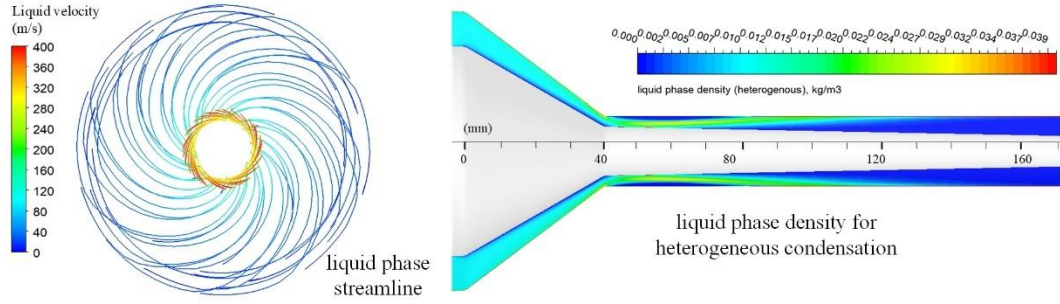 Liquid velocity
(m/s)
400
360
320
280
240
200
160
120
80
40
0
liquid phase
streamline
0.000 0.002 0.005 0.007 0.010 0.012 0.015 0.017 0.020 0.022 0.024 0.027 0.029 0.032 0.034 0.037 0.039
liquid phase density (heterogenous), kg/m3
(mm)
0 40 80 120 160
liquid phase density for
heterogeneous condensation